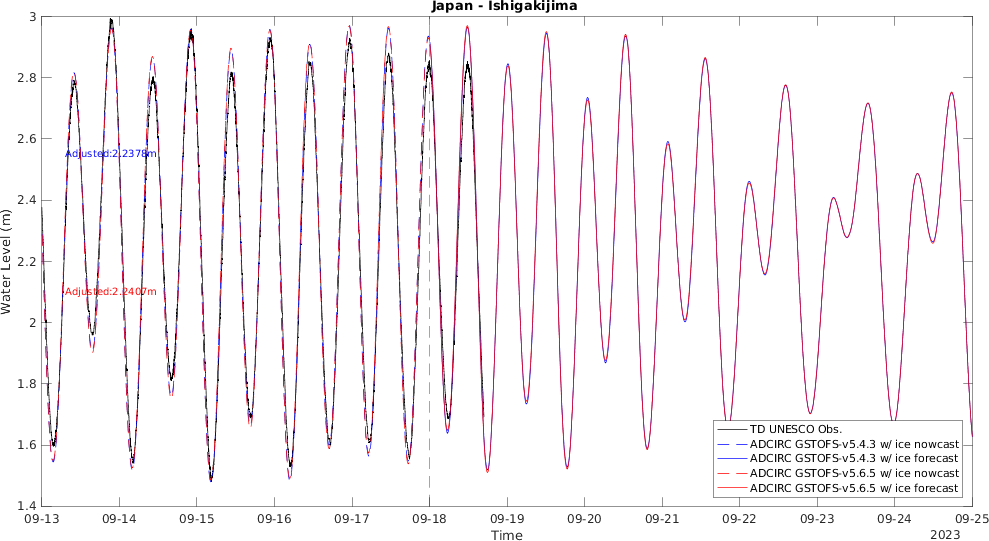 Japan - Ishigakijima
Water Level (m)
3
2.8
2.6
2.4
2.2
2
1.8
1.6
1.4
Adjusted:2.2378m
Adjusted:2.2407m
TD UNESCO Obs.
ADCIRC GSTOFS-v5.4.3 w/ ice nowcast
ADCIRC GSTOFS-v5.4.3 w/ ice forecast
ADCIRC GSTOFS-v5.6.5 w/ ice nowcast
ADCIRC GSTOFS-v5.6.5 w/ ice forecast
09-13 09-14 09-15 09-16 09-17 09-18 09-19 09-20 09-21 09-22 09-23 09-24 09-25
Time
2023